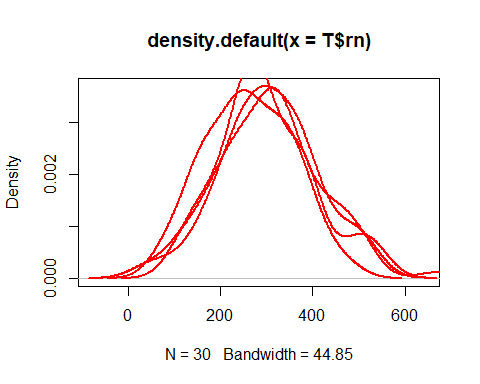 density.default(x = T$rn)
Density
0.002
0.000
0
200
400
600
N = 30   Bandwidth = 44.85